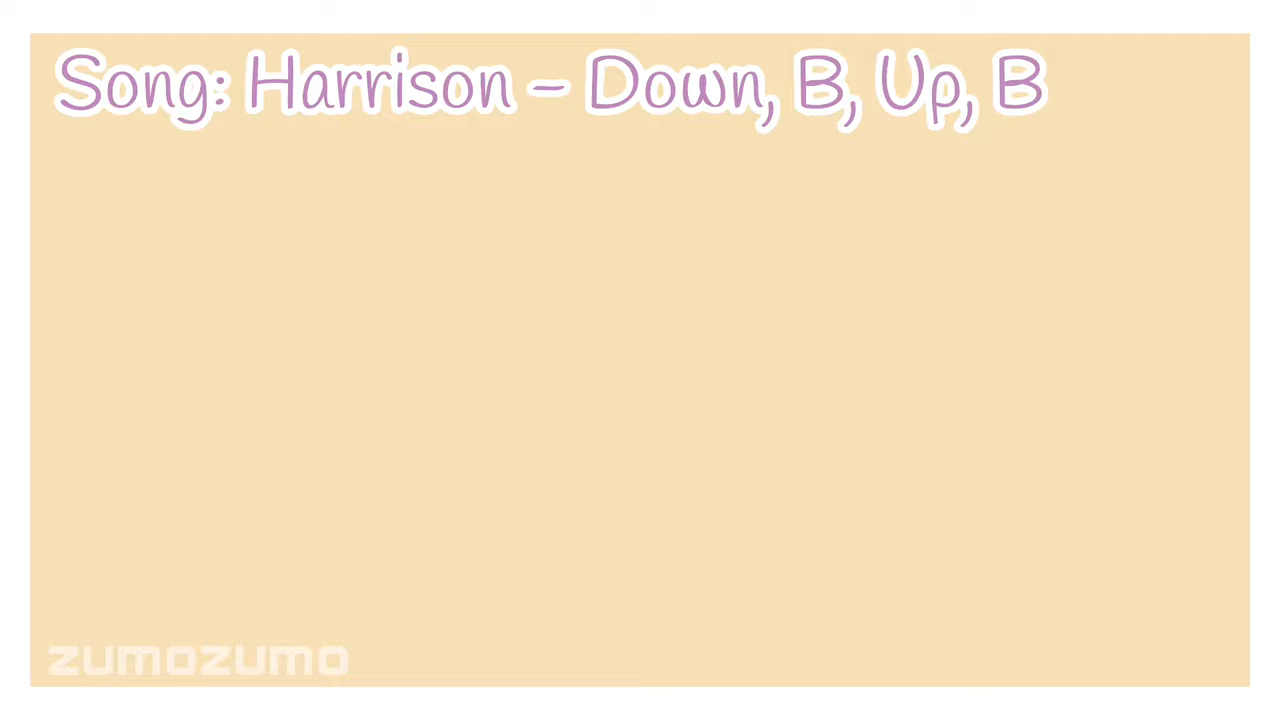 Song: Harrison – Down, B, Up, B
zumozumo